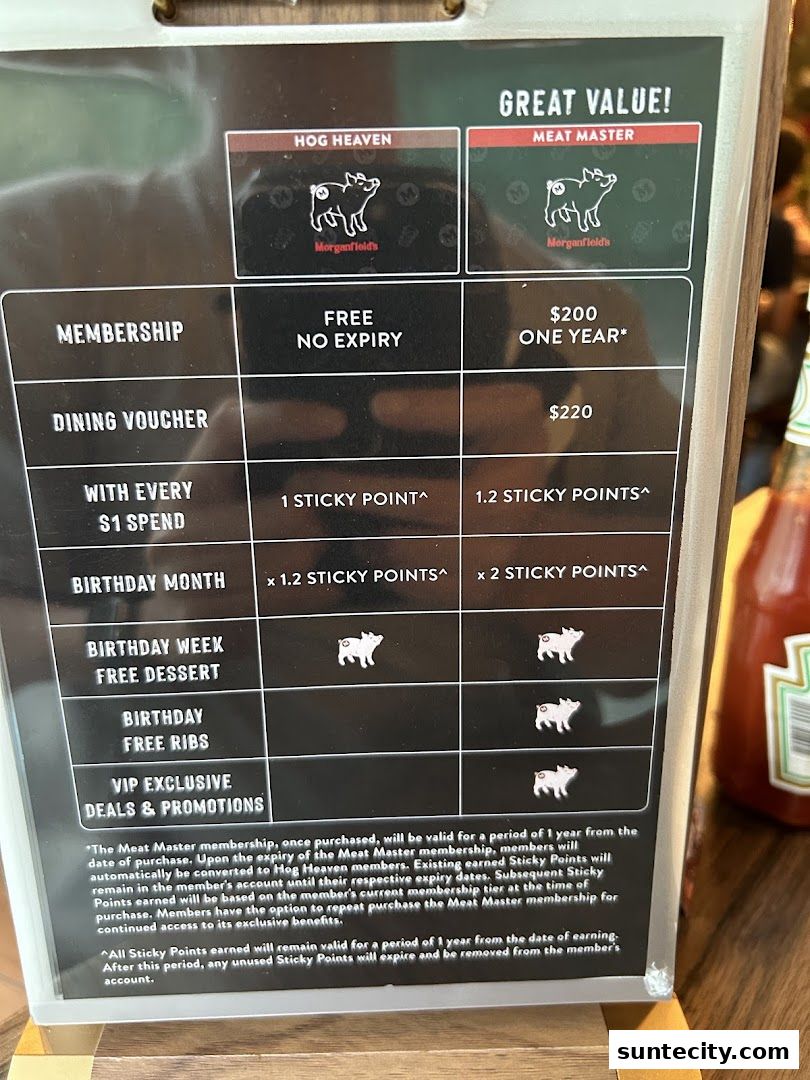 GREAT VALUE!
HOG HEAVEN
MEAT MASTER
Morganfield's
Morganfield's
MEMBERSHIP
FREE
NO EXPIRY
$200
ONE YEAR*
DINING VOUCHER
$220
WITH EVERY
$1 SPEND
1 STICKY POINT^
1.2 STICKY POINTS^
BIRTHDAY MONTH
x 1.2 STICKY POINTS^
x 2 STICKY POINTS^
BIRTHDAY WEEK
FREE DESSERT
BIRTHDAY
FREE RIBS
VIP EXCLUSIVE
DEALS & PROMOTIONS
*The Meat Master membership, once purchased, will be valid for a period of 1 year from the
date of purchase. Upon the expiry of the Meat Master membership, members will
automatically be converted to Hog Heaven members. Existing earned Sticky Points will
remain in the member's account until their respective expiry dates. Subsequent Sticky
Points earned will be based on the member's current membership tier at the time of
purchase. Members have the option to repeat purchase the Meat Master membership for
continued access to its exclusive benefits.
^All Sticky Points earned will remain valid for a period of 1 year from the date of earning.
After this period, any unused Sticky Points will expire and be removed from the member's
account.
suntecity.com